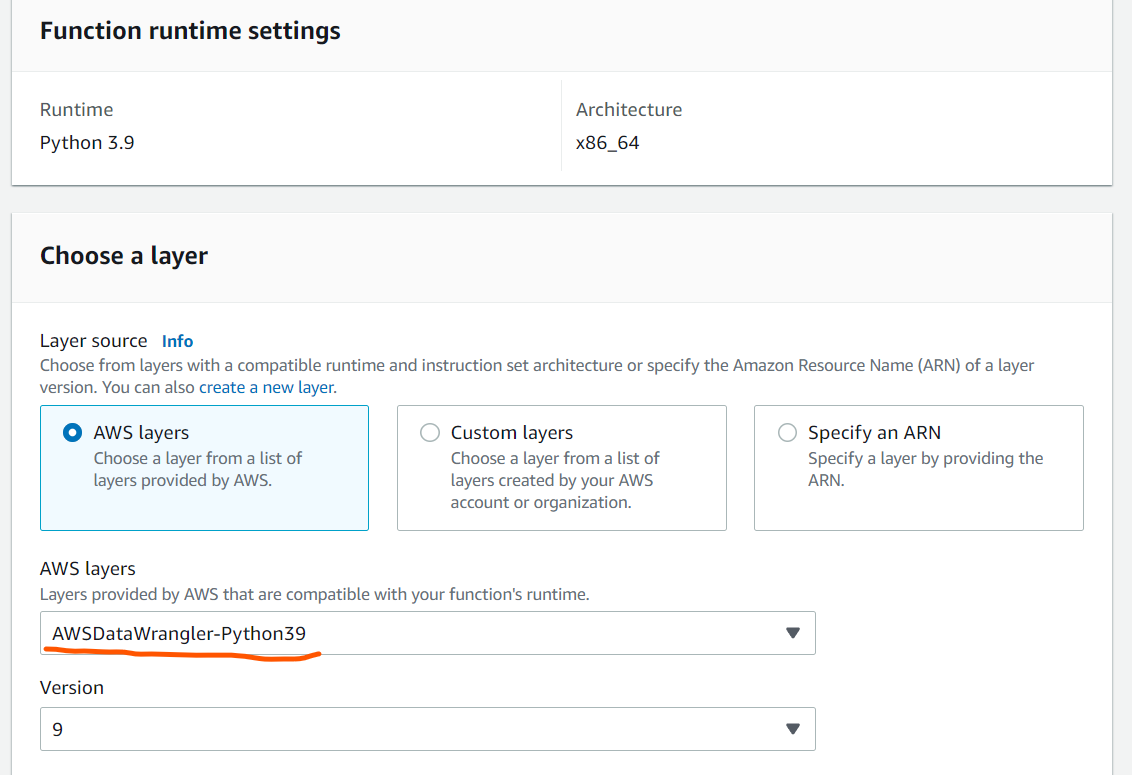 Function runtime settings
Runtime
Architecture
Python 3.9
x86_64
Choose a layer
Layer source Info
Choose from layers with a compatible runtime and instruction set architecture or specify the Amazon Resource Name (ARN) of a layer
version. You can also create a new layer.
AWS layers
Choose a layer from a list of
layers provided by AWS.
Custom layers
Choose a layer from a list of
layers created by your AWS
account or organization.
Specify an ARN
Specify a layer by providing the
ARN.
AWS layers
Layers provided by AWS that are compatible with your function's runtime.
AWSDataWrangler-Python39
Version
9